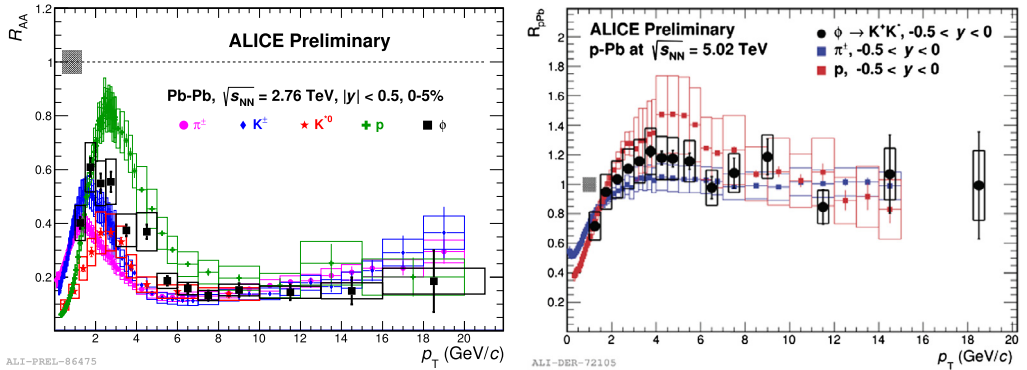 R_AA
ALICE Preliminary
Pb-Pb, √s_NN = 2.76 TeV, |y| < 0.5, 0-5%
π± K± K*0 p ϕ
1.2
1
0.8
0.6
0.4
0.2
2 4 6 8 10 12 14 16 18 20
p_T (GeV/c)
ALI-PREL-86475
R_pPb
ALICE Preliminary
p-Pb at √s_NN = 5.02 TeV
ϕ → K⁺K⁻, -0.5 < y < 0
π±, -0.5 < y < 0
p, -0.5 < y < 0
2
1.8
1.6
1.4
1.2
1
0.8
0.6
0.4
0.2
0 2 4 6 8 10 12 14 16 18 20
p_T (GeV/c)
ALI-DER-72105